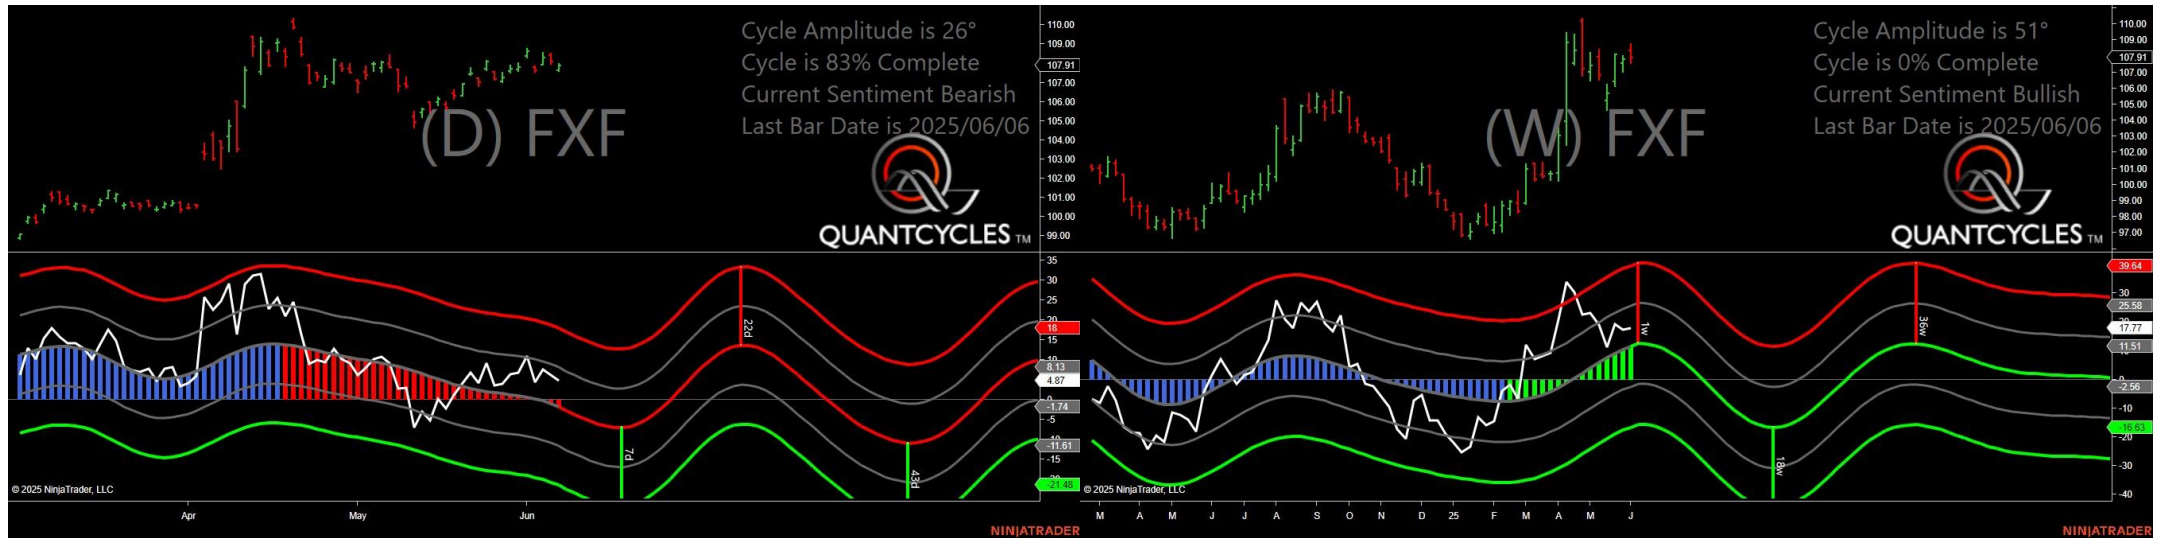 Cycle Amplitude is 26°
Cycle is 83% Complete
Current Sentiment Bearish
Last Bar Date is 2025/06/06
(D) FXF
QUANTCYCLES TM
110.00
109.00
107.91
107.00
106.00
105.00
104.00
103.00
102.00
101.00
100.00
99.00
35
30
25
20
18
15
8.13
4.87
-1.74
-5
-11.61
-15
-21.48
22d
7d
43d
© 2025 NinjaTrader, LLC
Apr May Jun
NINJATRADER
Cycle Amplitude is 51°
Cycle is 0% Complete
Current Sentiment Bullish
Last Bar Date is 2025/06/06
(W) FXF
QUANTCYCLES TM
110.00
109.00
107.91
107.00
106.00
105.00
104.00
103.00
102.00
101.00
100.00
99.00
98.00
97.00
39.64
30
25.58
17.77
11.51
-2.56
-10
-16.63
-20
-30
-40
1w
36w
18w
© 2025 NinjaTrader, LLC
M A M J J A S O N D 25 F M A M J
NINJATRADER